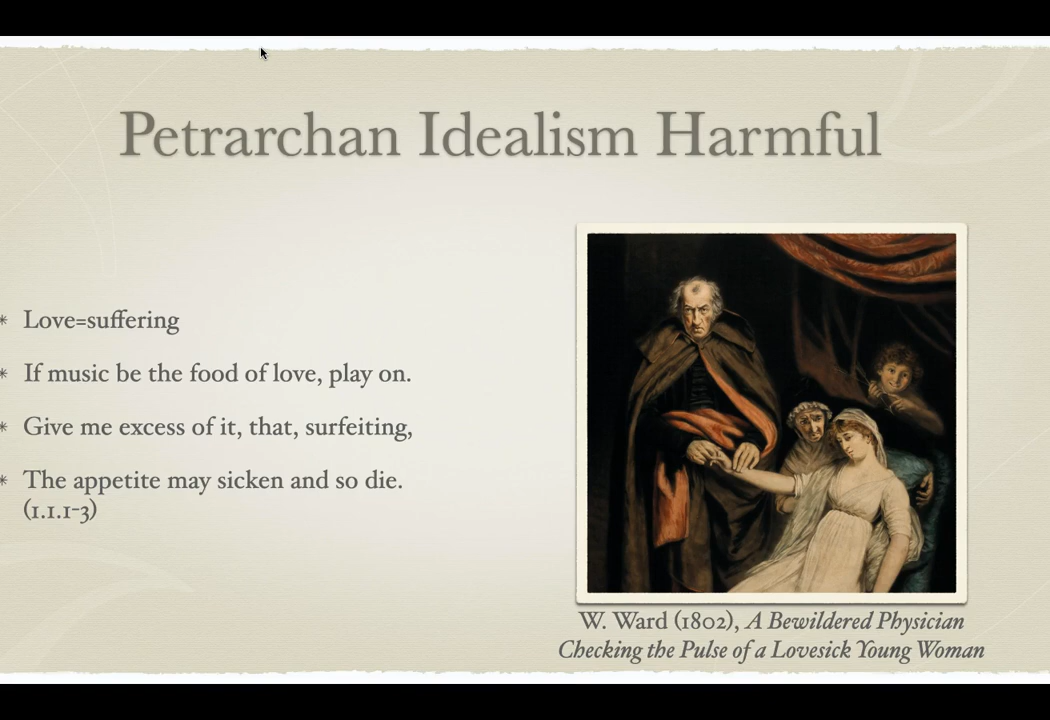 Petrarchan Idealism Harmful
* Love=suffering
* If music be the food of love, play on.
* Give me excess of it, that, surfeiting,
* The appetite may sicken and so die.
(1.1.1-3)
W. Ward (1802), A Bewildered Physician
Checking the Pulse of a Lovesick Young Woman